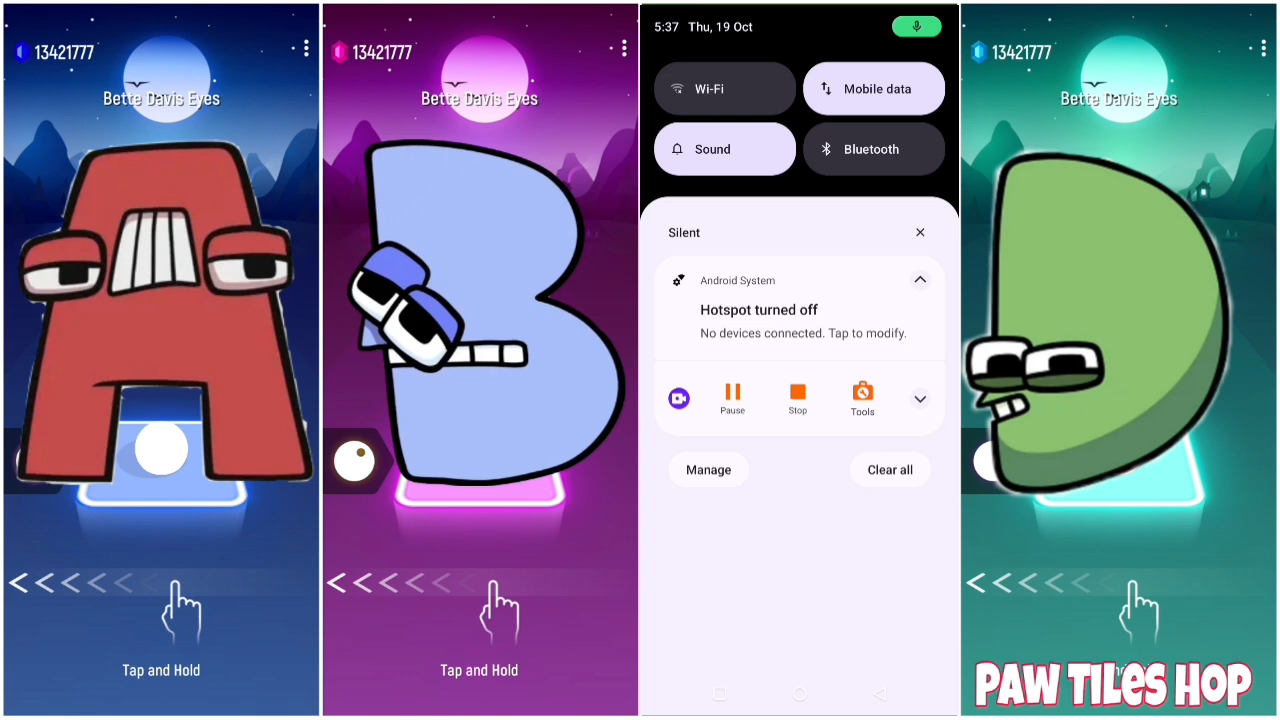 13421777
Bette Davis Eyes
Tap and Hold
13421777
Bette Davis Eyes
Tap and Hold
5:37 Thu, 19 Oct
Wi-Fi
Mobile data
Sound
Bluetooth
Silent
Android System
Hotspot turned off
No devices connected. Tap to modify.
Pause
Stop
Tools
Manage
Clear all
13421777
Bette Davis Eyes
PAW TILES HOP